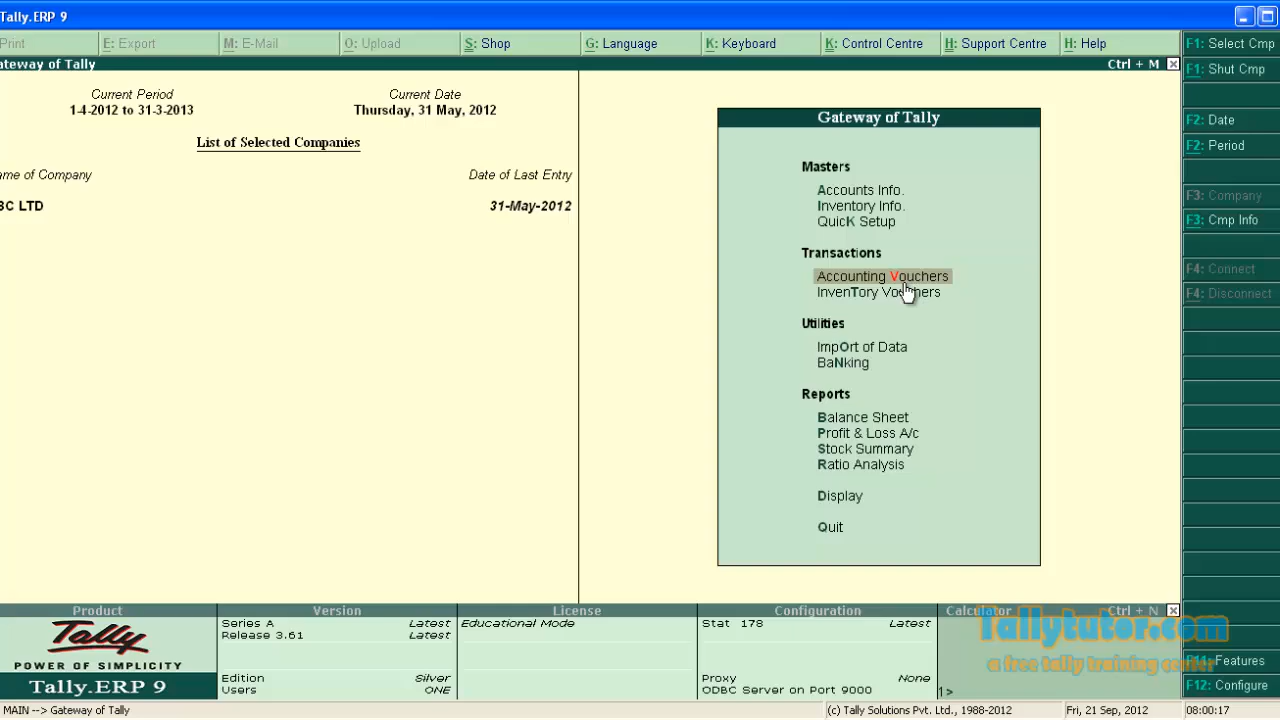 Tally.ERP 9
Print
E: Export
M: E-Mail
O: Upload
S: Shop
G: Language
K: Keyboard
K: Control Centre
H: Support Centre
H: Help
F1: Select Cmp
ateway of Tally
Ctrl + M
F1: Shut Cmp
Current Period
Current Date
1-4-2012 to 31-3-2013
Thursday, 31 May, 2012
List of Selected Companies
ame of Company
Date of Last Entry
BC LTD
31-May-2012
Gateway of Tally
Masters
Accounts Info.
Inventory Info.
QuicK Setup
Transactions
Accounting Vouchers
InvenTory Vouchers
Utilities
ImpOrt of Data
BaNking
Reports
Balance Sheet
Profit & Loss A/c
Stock Summary
Ratio Analysis
Display
Quit
F2: Date
F2: Period
F3: Company
F3: Cmp Info
F4: Connect
F4: Disconnect
F11: Features
F12: Configure
Product
Tally
POWER OF SIMPLICITY
Tally.ERP 9
Version
Series A Latest
Release 3.61 Latest
Edition Silver
Users ONE
License
Educational Mode
Configuration
Stat 178 Latest
Proxy None
ODBC Server on Port 9000
Calculator Ctrl + N
1>
Tallytutor.com
a free tally training center
MAIN --> Gateway of Tally
(c) Tally Solutions Pvt. Ltd., 1988-2012
Fri, 21 Sep, 2012
08:00:17